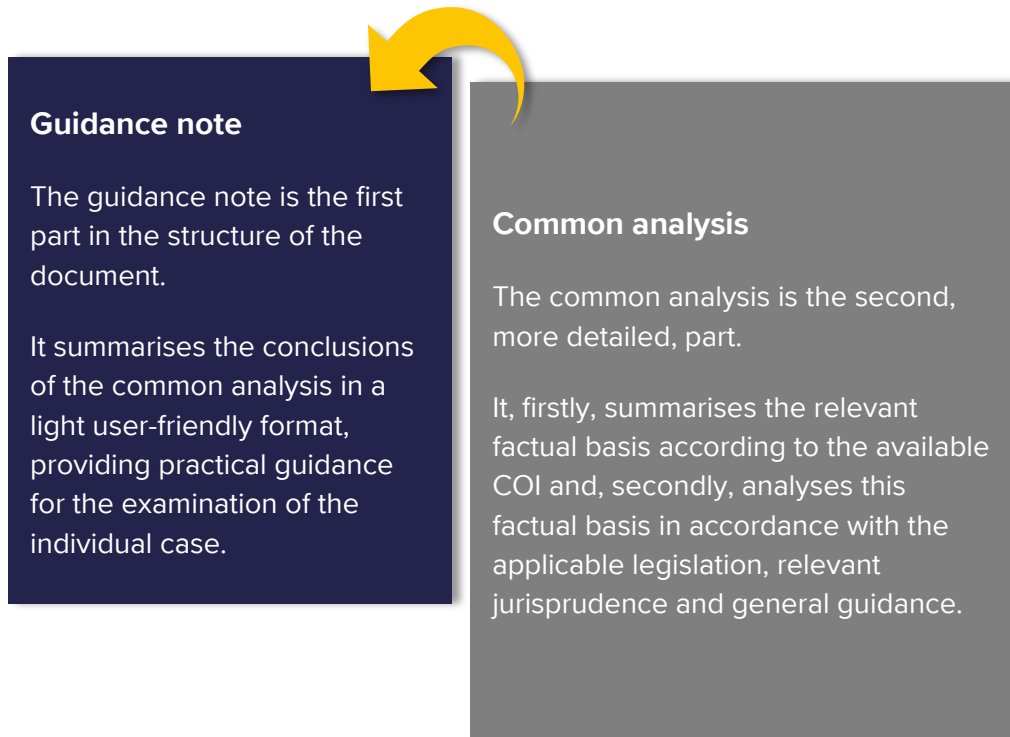 Guidance note
The guidance note is the first
part in the structure of the
document.
It summarises the conclusions
of the common analysis in a
light user-friendly format,
providing practical guidance
for the examination of the
individual case.
Common analysis
The common analysis is the second,
more detailed, part.
It, firstly, summarises the relevant
factual basis according to the available
COI and, secondly, analyses this
factual basis in accordance with the
applicable legislation, relevant
jurisprudence and general guidance.